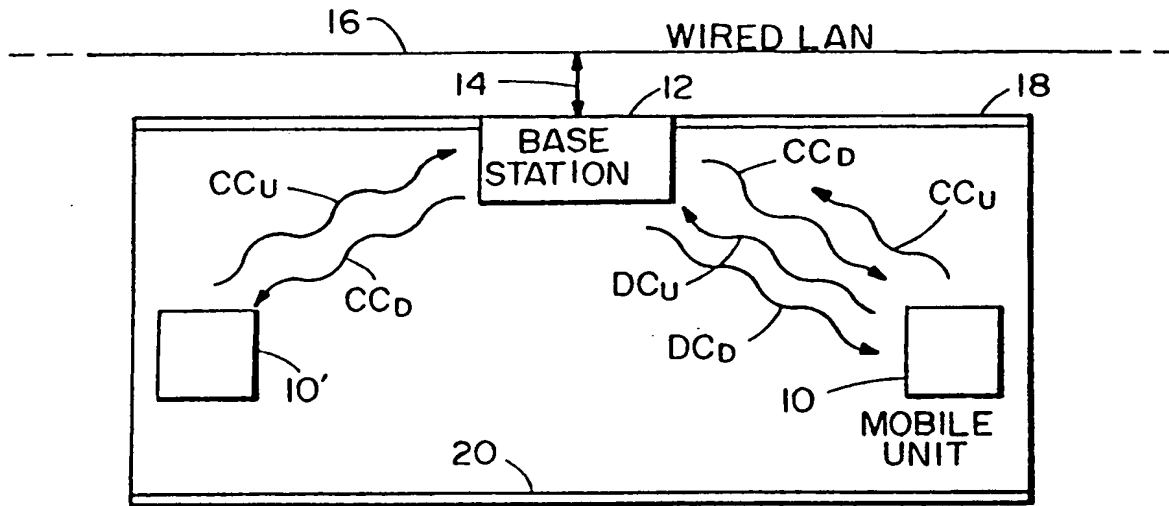 16
WIRED LAN
14
12
18
BASE
STATION
CCU
CCD
CCD
CCU
DCU
DCD
10'
10
MOBILE
UNIT
20